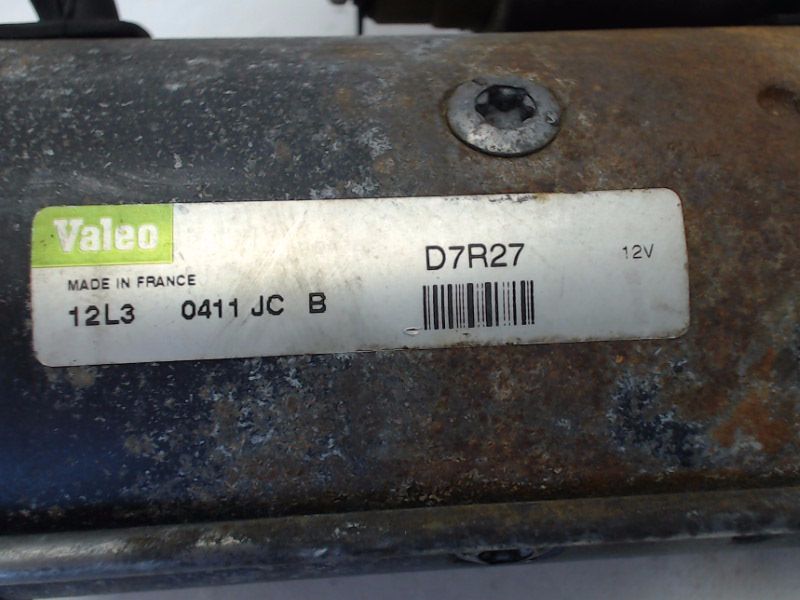 Valeo
D7R27 12V
MADE IN FRANCE
12L3 0411 JC B